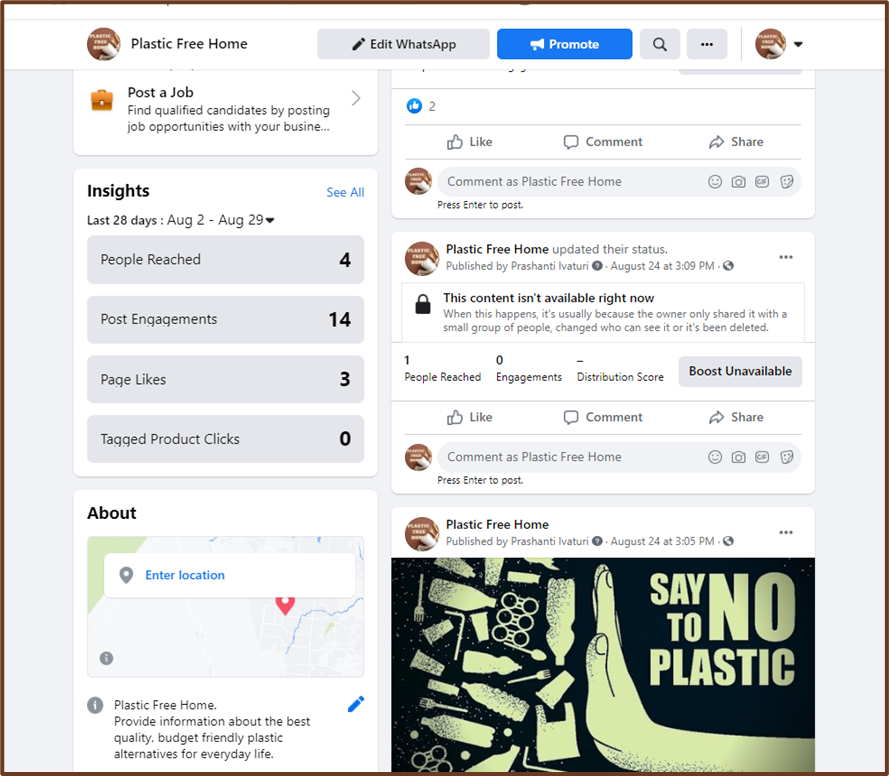 Plastic Free Home
Edit WhatsApp
Promote
Post a Job
Find qualified candidates by posting
job opportunities with your busine...
Insights
See All
Last 28 days : Aug 2 - Aug 29
People Reached 4
Post Engagements 14
Page Likes 3
Tagged Product Clicks 0
About
Enter location
Plastic Free Home.
Provide information about the best
quality, budget friendly plastic
alternatives for everyday life.
2
Like Comment Share
Comment as Plastic Free Home
GIF
Press Enter to post.
Plastic Free Home updated their status.
Published by Prashanti Ivaturi ? · August 24 at 3:09 PM ·
This content isn't available right now
When this happens, it's usually because the owner only shared it with a
small group of people, changed who can see it or it's been deleted.
1 0 –
People Reached Engagements Distribution Score
Boost Unavailable
Like Comment Share
Comment as Plastic Free Home
GIF
Press Enter to post.
Plastic Free Home
Published by Prashanti Ivaturi ? · August 24 at 3:05 PM ·
SAY NO
TO
PLASTIC